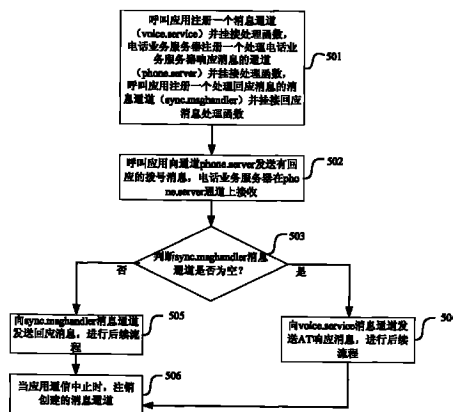 呼叫应用注册一个消息通道
（voice.service）并挂接处理函数，
电话业务服务器注册一个处理电话业
务服务器响应消息的通道
（phone.server）并挂接处理函数，
呼叫应用注册一个处理回应消息的消
息通道（sync.msghandler）并挂接回应
消息处理函数
501
呼叫应用向通道phone.server发送有回
应的拨号消息，电话业务服务器在pho
ne.server通道上接收
502
判断sync.msghandler消息
通道是否为空？
503
否
是
向sync.msghandler消息通道
发送回应消息，进行后续流
程
505
向voice.service消息通道发
送AT响应消息，进行后续
流程
50
当应用通信中止时，注销
创建的消息通道
506